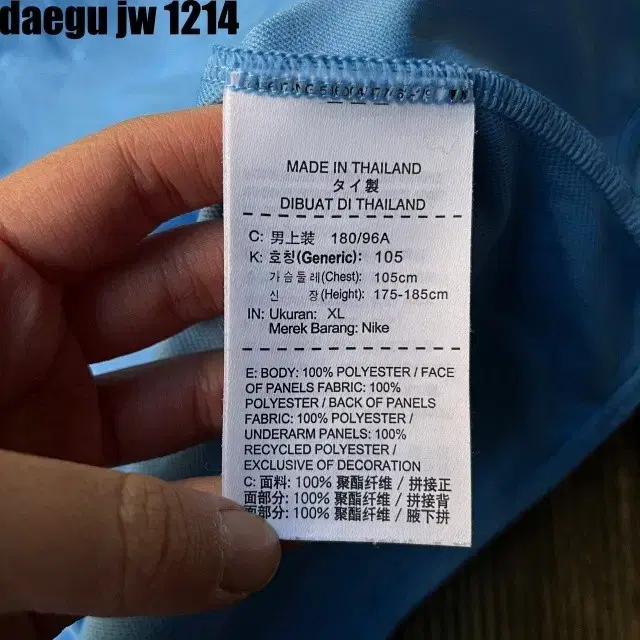 daegu jw 1214
MADE IN THAILAND
タイ製
DIBUAT DI THAILAND
C: 男上装 180/96A
K: 호칭(Generic): 105
가슴둘레(Chest): 105cm
신 장(Height): 175-185cm
IN: Ukuran: XL
Merek Barang: Nike
E: BODY: 100% POLYESTER / FACE
OF PANELS FABRIC: 100%
POLYESTER / BACK OF PANELS
FABRIC: 100% POLYESTER /
UNDERARM PANELS: 100%
RECYCLED POLYESTER /
EXCLUSIVE OF DECORATION
C: 面料: 100% 聚酯纤维 / 拼接正
面部分: 100% 聚酯纤维 / 拼接背
面部分: 100% 聚酯纤维 / 腋下拼